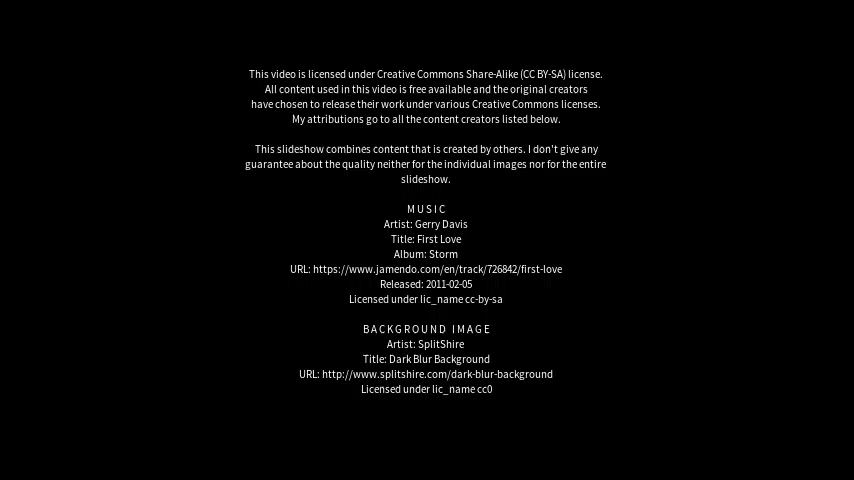 This video is licensed under Creative Commons Share-Alike (CC BY-SA) license.
All content used in this video is free available and the original creators
have chosen to release their work under various Creative Commons licenses.
My attributions go to all the content creators listed below.
This slideshow combines content that is created by others. I don't give any
guarantee about the quality neither for the individual images nor for the entire
slideshow.
MUSIC
Artist: Gerry Davis
Title: First Love
Album: Storm
URL: https://www.jamendo.com/en/track/726842/first-love
Released: 2011-02-05
Licensed under lic_name cc-by-sa
BACKGROUND IMAGE
Artist: SplitShire
Title: Dark Blur Background
URL: http://www.splitshire.com/dark-blur-background
Licensed under lic_name cc0